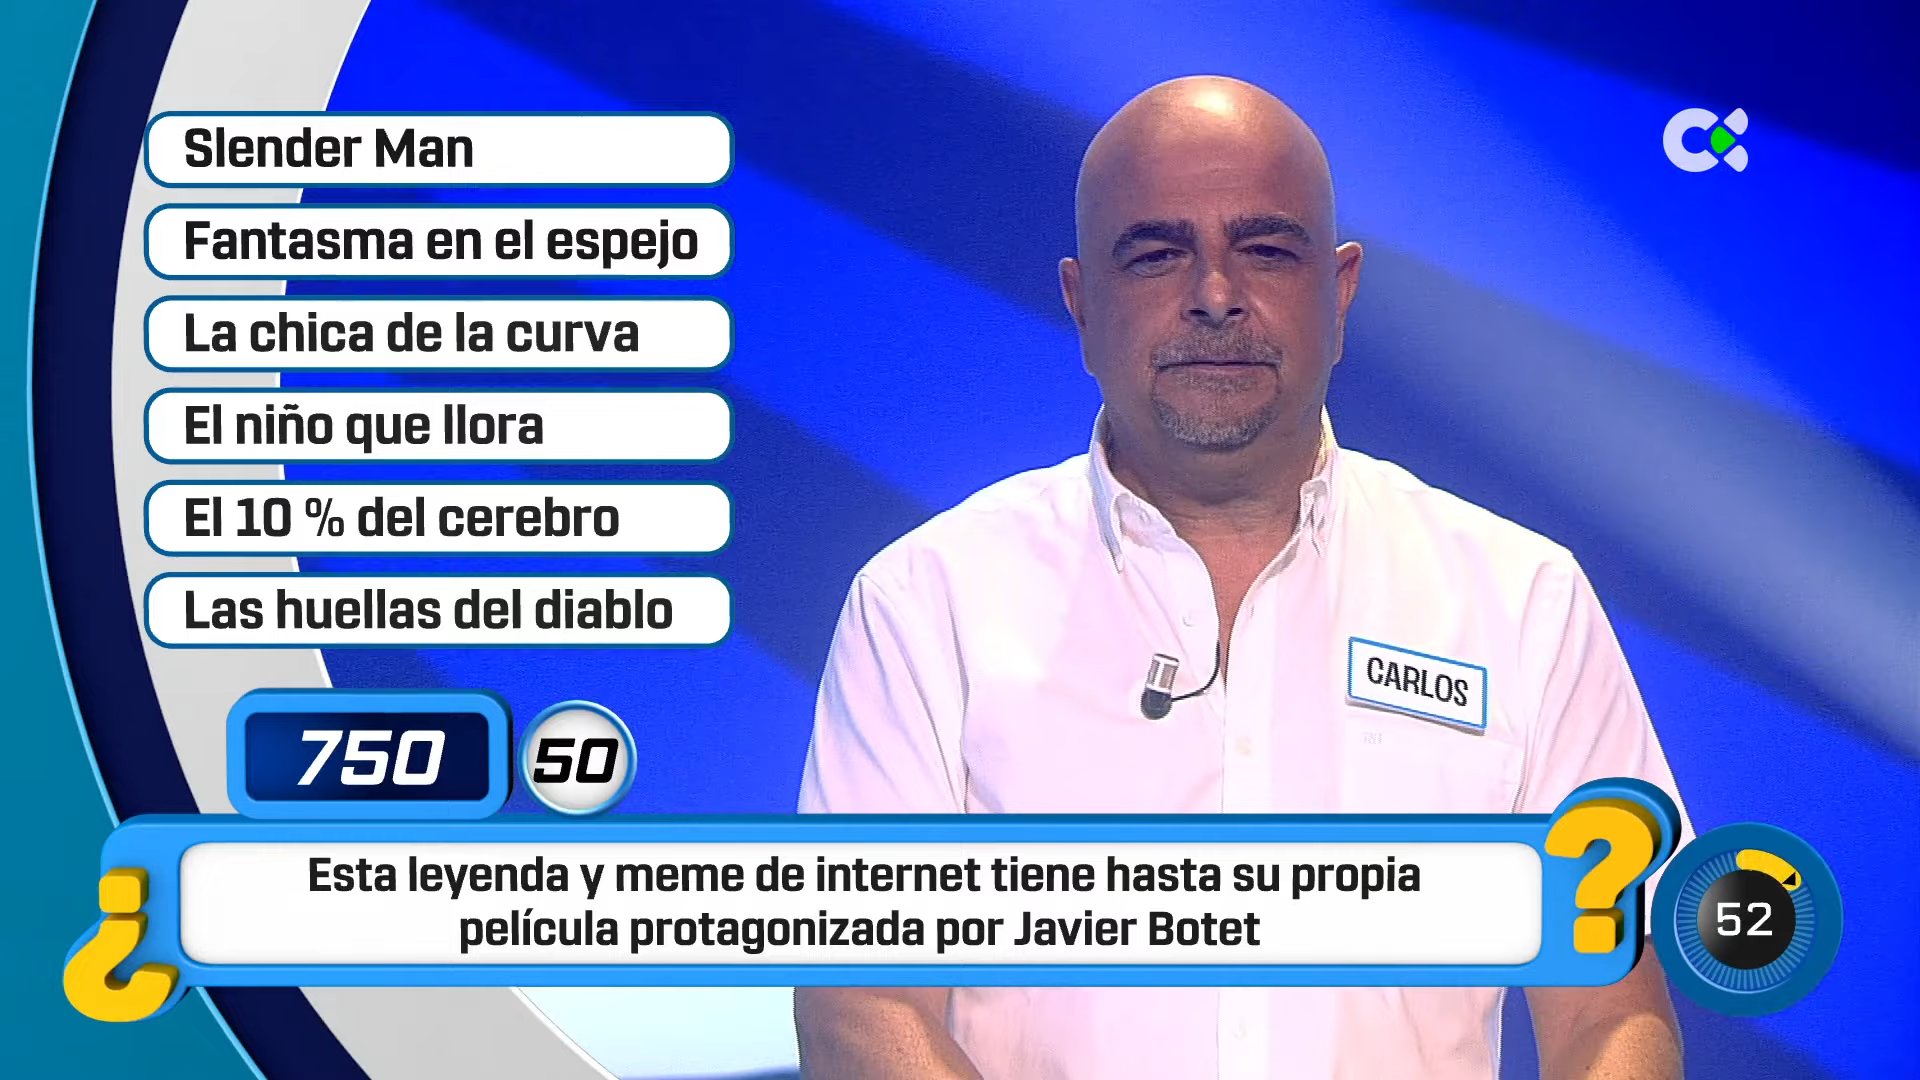 Slender Man
Fantasma en el espejo
La chica de la curva
El niño que llora
El 10 % del cerebro
Las huellas del diablo
CARLOS
750
50
Esta leyenda y meme de internet tiene hasta su propia
película protagonizada por Javier Botet
52